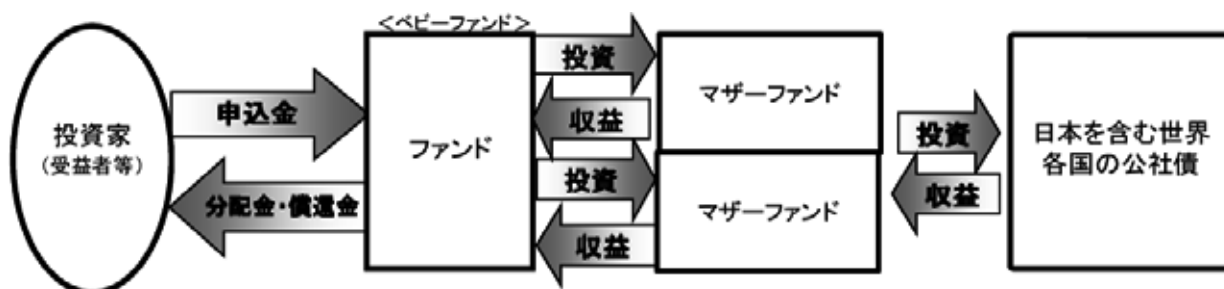 <ベビーファンド>
投資家
(受益者等)
申込金
分配金・償還金
ファンド
投資
収益
投資
収益
マザーファンド
マザーファンド
投資
収益
日本を含む世界
各国の公社債